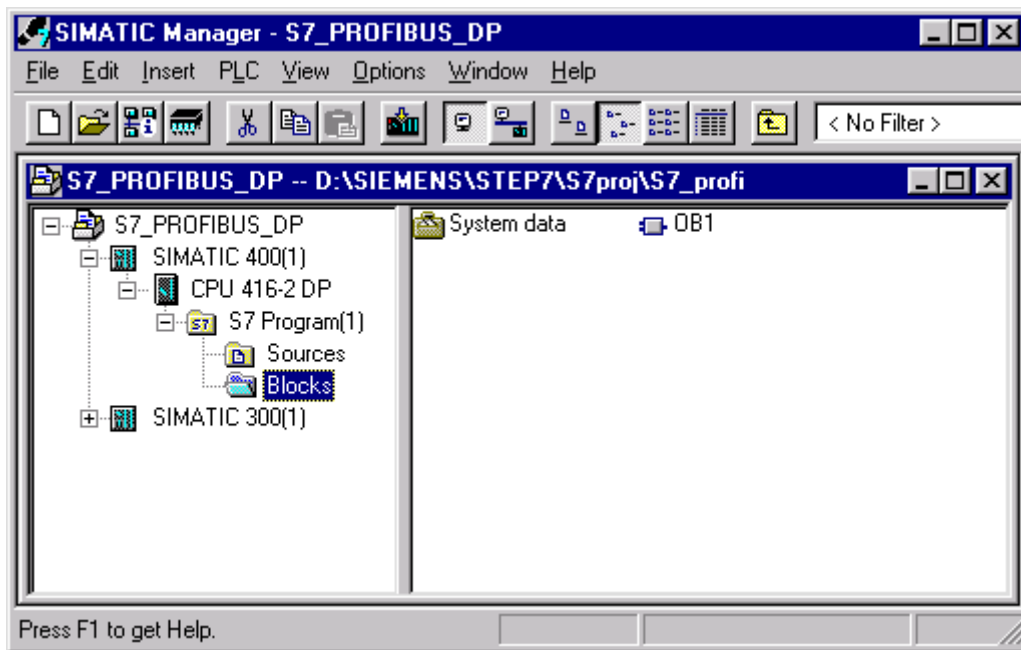 SIMATIC Manager - S7_PROFIBUS_DP
File Edit Insert PLC View Options Window Help
< No Filter >
S7_PROFIBUS_DP -- D:\SIEMENS\STEP7\S7proj\S7_profi
S7_PROFIBUS_DP
SIMATIC 400(1)
CPU 416-2 DP
S7 Program(1)
Sources
Blocks
SIMATIC 300(1)
System data OB1
Press F1 to get Help.